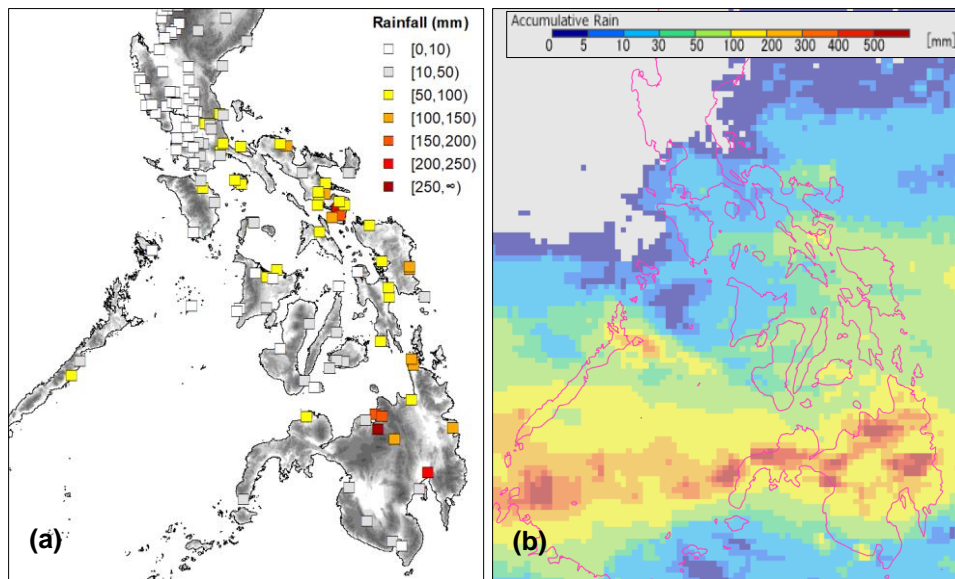 Rainfall (mm)
[0,10)
[10,50)
[50,100)
[100,150)
[150,200)
[200,250)
[250,∞)
(a)
Accumulative Rain
0 5 10 30 50 100 200 300 400 500 [mm]
(b)